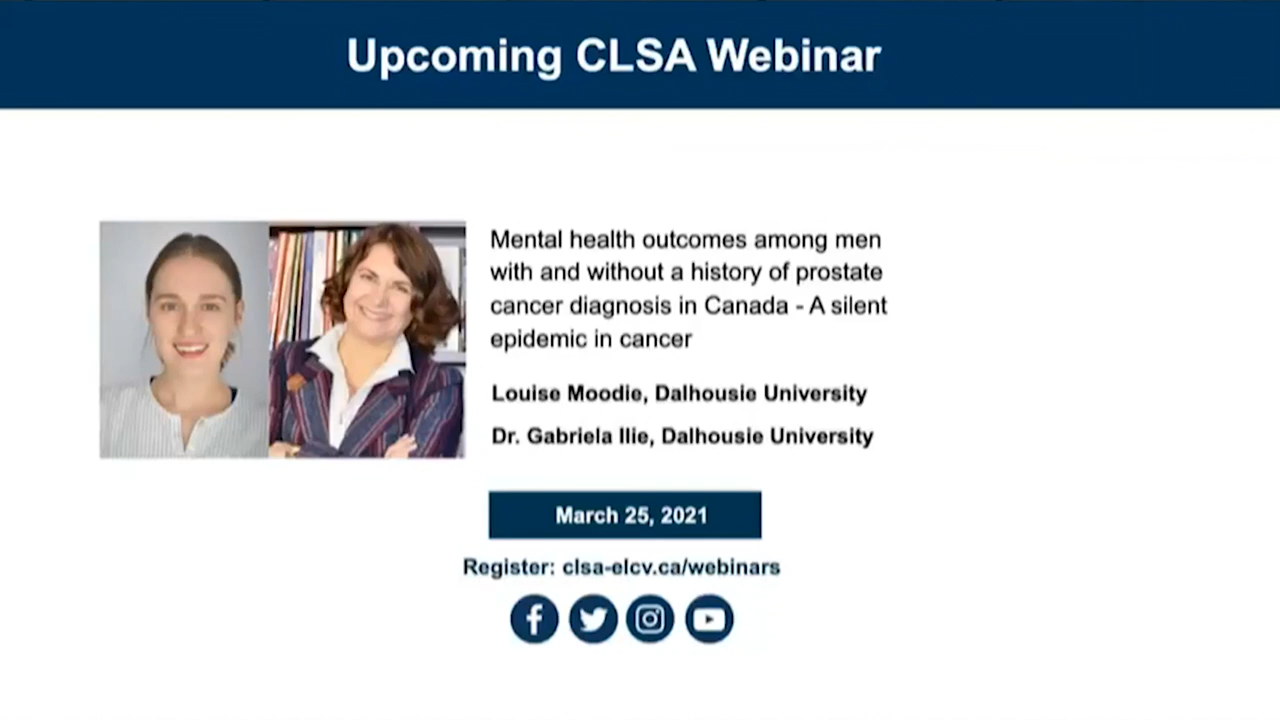 Upcoming CLSA Webinar
Mental health outcomes among men
with and without a history of prostate
cancer diagnosis in Canada - A silent
epidemic in cancer
Louise Moodie, Dalhousie University
Dr. Gabriela Ilie, Dalhousie University
March 25, 2021
Register: clsa-elcv.ca/webinars